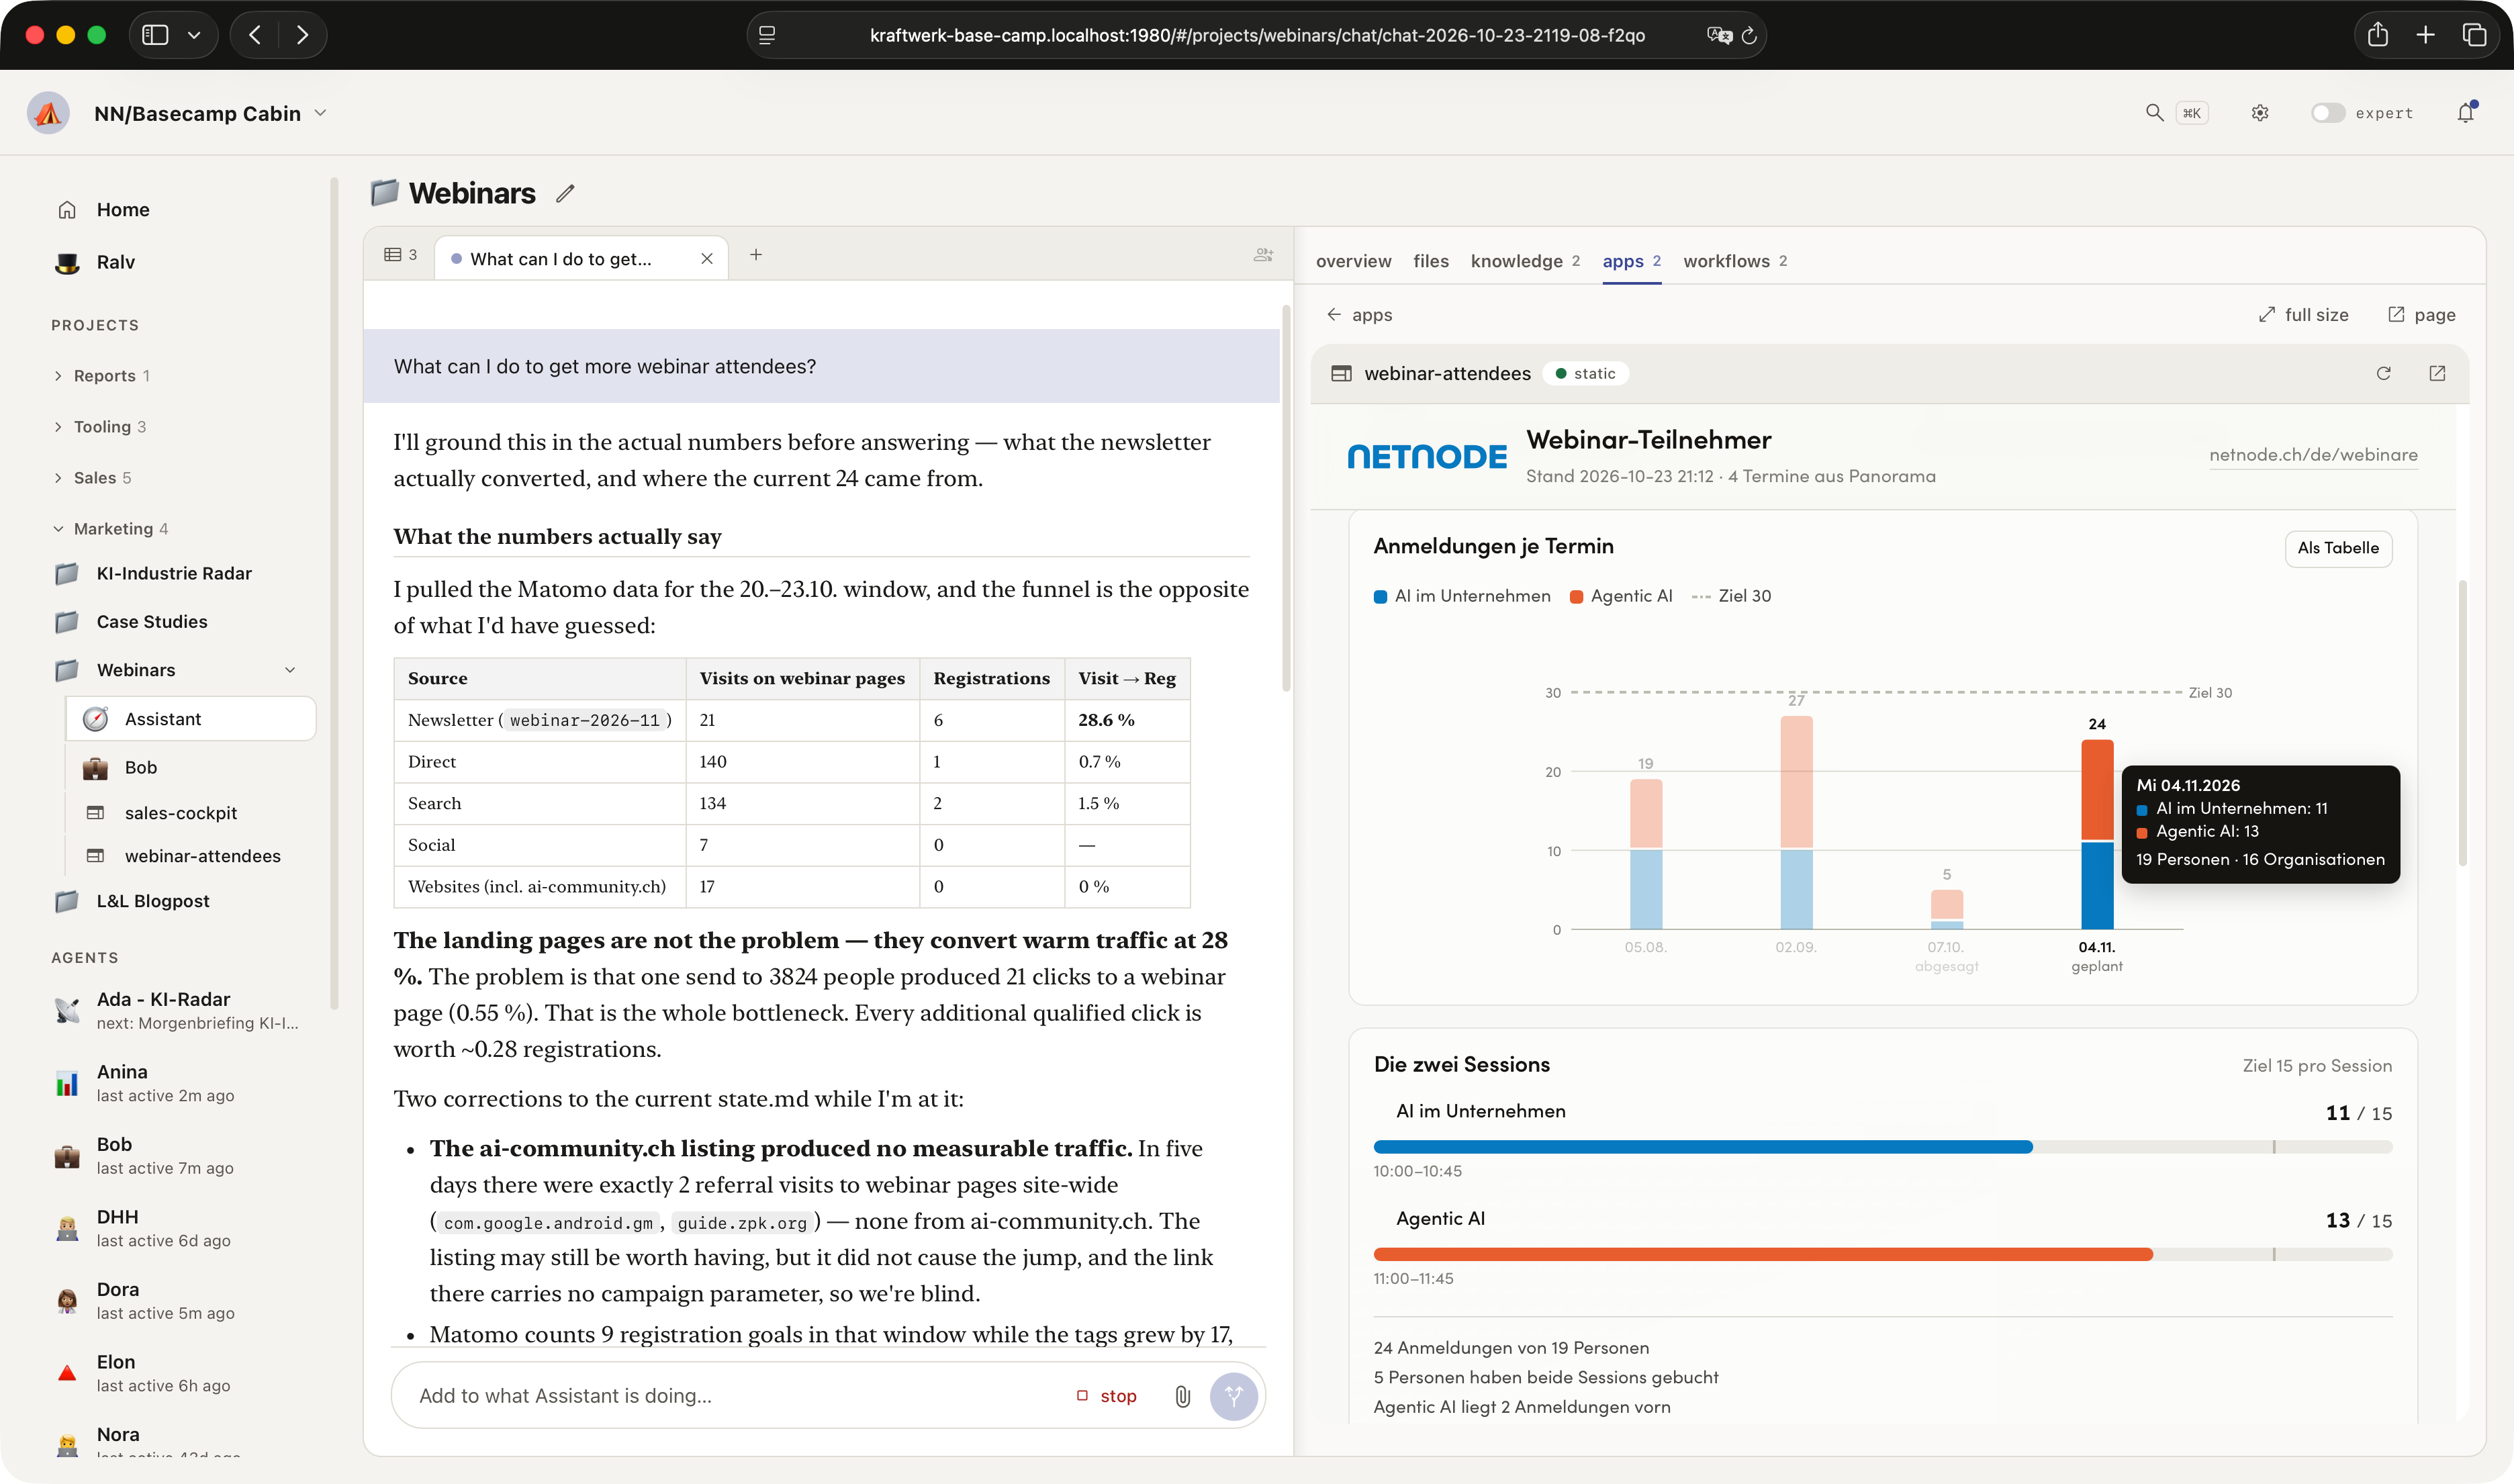 kraftwerk-base-camp.localhost:1980/#/projects/webinars/chat/chat-2026-10-23-2119-08-f2qo
NN/Basecamp Cabin
⌘K
expert
Home
Ralv
PROJECTS
Reports 1
Tooling 3
Sales 5
Marketing 4
KI-Industrie Radar
Case Studies
Webinars
Assistant
Bob
sales-cockpit
webinar-attendees
L&L Blogpost
AGENTS
Ada - KI-Radar
next: Morgenbriefing KI-I...
Anina
last active 2m ago
Bob
last active 7m ago
DHH
last active 6d ago
Dora
last active 5m ago
Elon
last active 6h ago
Nora
Webinars
3
What can I do to get...
What can I do to get more webinar attendees?
I'll ground this in the actual numbers before answering — what the newsletter
actually converted, and where the current 24 came from.
What the numbers actually say
I pulled the Matomo data for the 20.–23.10. window, and the funnel is the opposite
of what I'd have guessed:
Source Visits on webinar pages Registrations Visit → Reg
Newsletter (webinar-2026-11) 21 6 28.6 %
Direct 140 1 0.7 %
Search 134 2 1.5 %
Social 7 0 —
Websites (incl. ai-community.ch) 17 0 0 %
The landing pages are not the problem — they convert warm traffic at 28
%. The problem is that one send to 3824 people produced 21 clicks to a webinar
page (0.55 %). That is the whole bottleneck. Every additional qualified click is
worth ~0.28 registrations.
Two corrections to the current state.md while I'm at it:
• The ai-community.ch listing produced no measurable traffic. In five
days there were exactly 2 referral visits to webinar pages site-wide
(com.google.android.gm, guide.zpk.org) — none from ai-community.ch. The
listing may still be worth having, but it did not cause the jump, and the link
there carries no campaign parameter, so we're blind.
• Matomo counts 9 registration goals in that window while the tags grew by 17,
Add to what Assistant is doing...
stop
overview files knowledge 2 apps 2 workflows 2
apps
full size
page
webinar-attendees
static
NETNODE
Webinar-Teilnehmer
Stand 2026-10-23 21:12 · 4 Termine aus Panorama
netnode.ch/de/webinare
Anmeldungen je Termin
Als Tabelle
AI im Unternehmen Agentic AI Ziel 30
30
Ziel 30
27
24
19
20
10
5
0
05.08.
02.09.
07.10.
abgesagt
04.11.
geplant
Mi 04.11.2026
AI im Unternehmen: 11
Agentic AI: 13
19 Personen · 16 Organisationen
Die zwei Sessions
Ziel 15 pro Session
AI im Unternehmen
11 / 15
10:00–10:45
Agentic AI
13 / 15
11:00–11:45
24 Anmeldungen von 19 Personen
5 Personen haben beide Sessions gebucht
Agentic AI liegt 2 Anmeldungen vorn